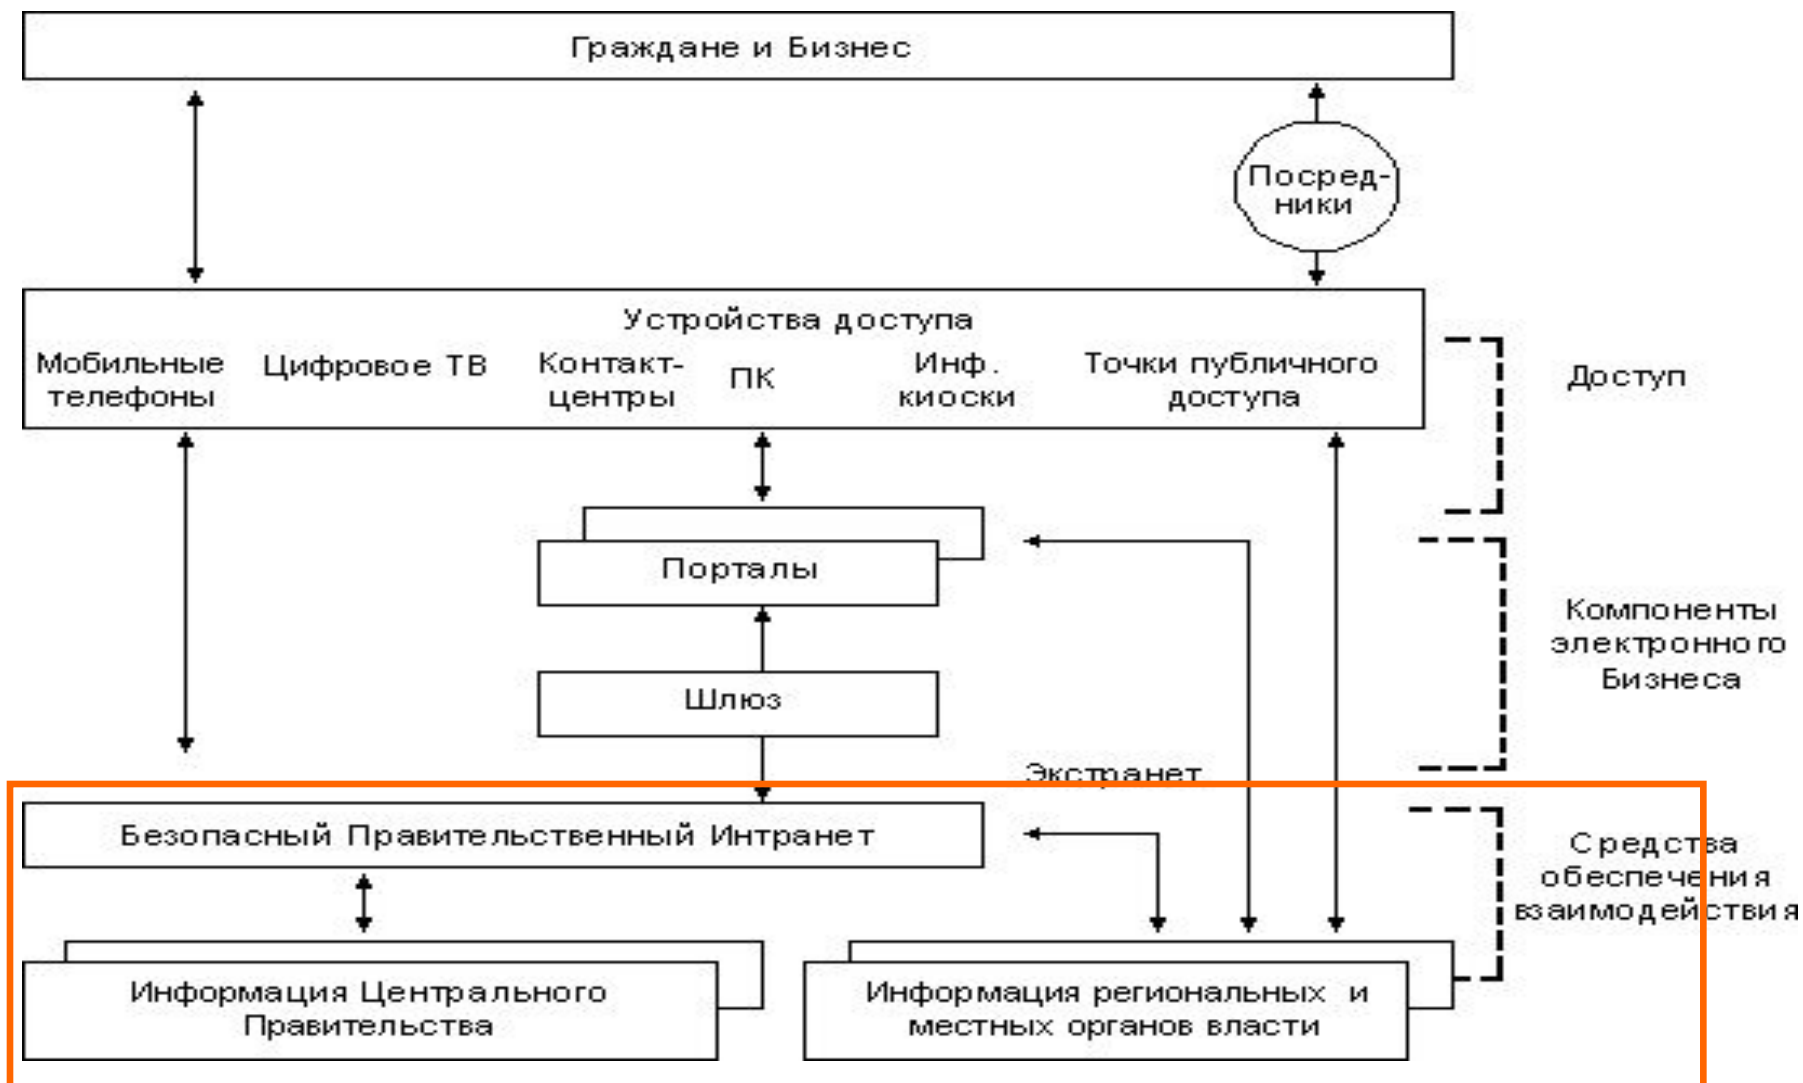 Граждане и Бизнес
Посред-
ники
Устройства доступа
Мобильные
телефоны
Цифровое ТВ
Контакт-
центры
ПК
Инф.
киоски
Точки публичного
доступа
Доступ
Порталы
Компоненты
электронного
Бизнеса
Шлюз
Экстранет
Безопасный Правительственный Интранет
Средства
обеспечения
взаимодействия
Информация Центрального
Правительства
Информация региональных и
местных органов власти